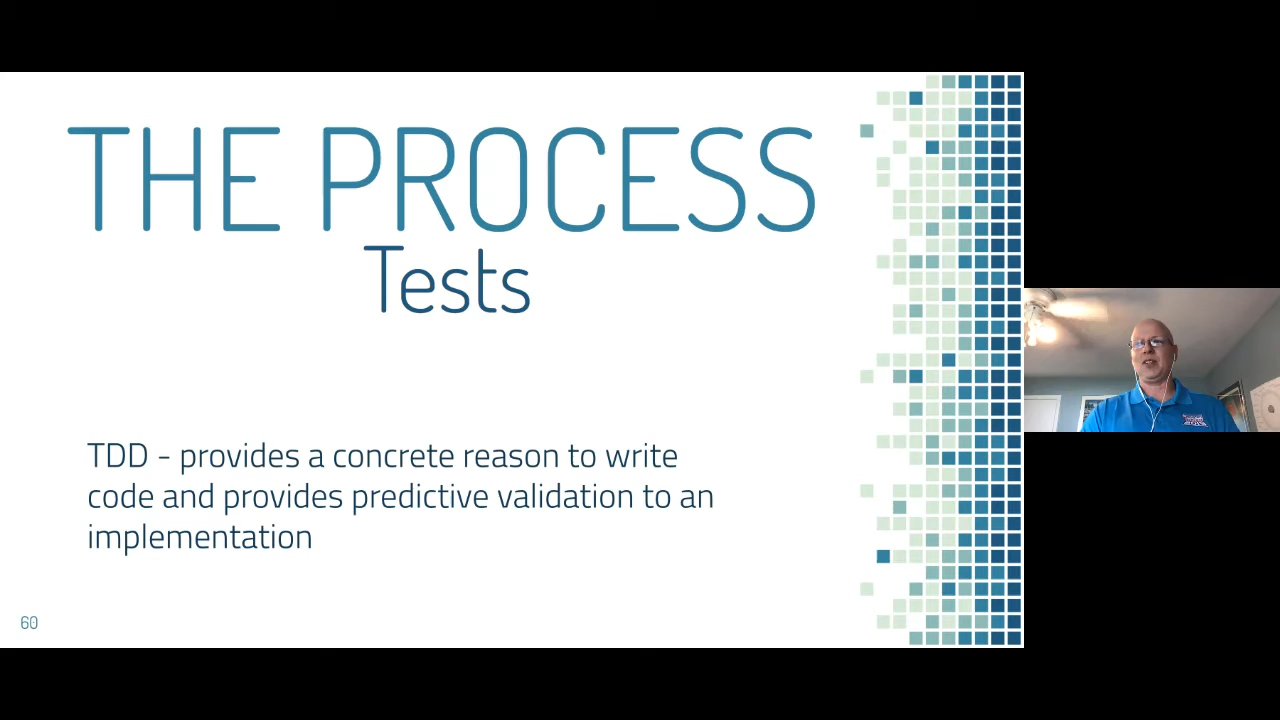 THE PROCESS
Tests
TDD - provides a concrete reason to write
code and provides predictive validation to an
implementation
60